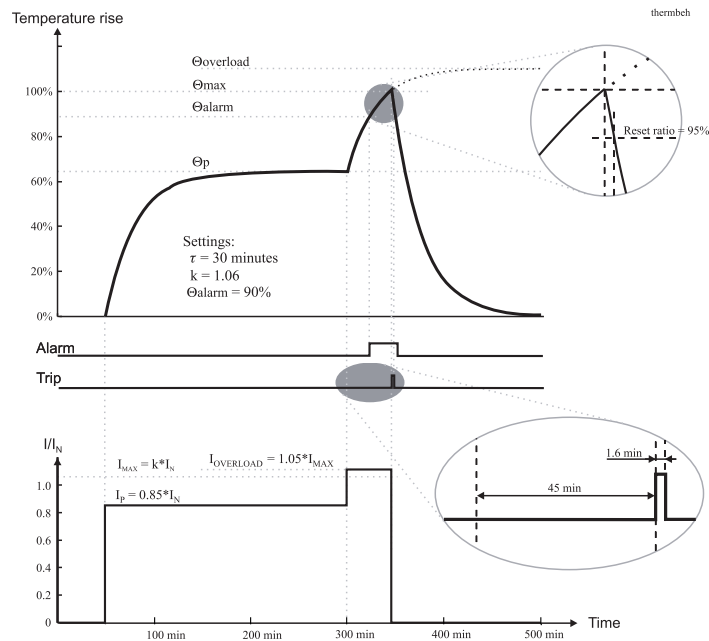 Temperature rise
thermbeh
Θoverload
Θmax
100%
Θalarm
80%
Reset ratio = 95%
Θp
60%
40%
Settings:
τ = 30 minutes
k = 1.06
Θalarm = 90%
20%
0%
Alarm
Trip
I/IN
IMAX = k*IN
IOVERLOAD = 1.05*IMAX
1.6 min
45 min
1.0
IP = 0.85*IN
0.8
0.6
0.4
0.2
0
100 min
200 min
300 min
400 min
500 min
Time